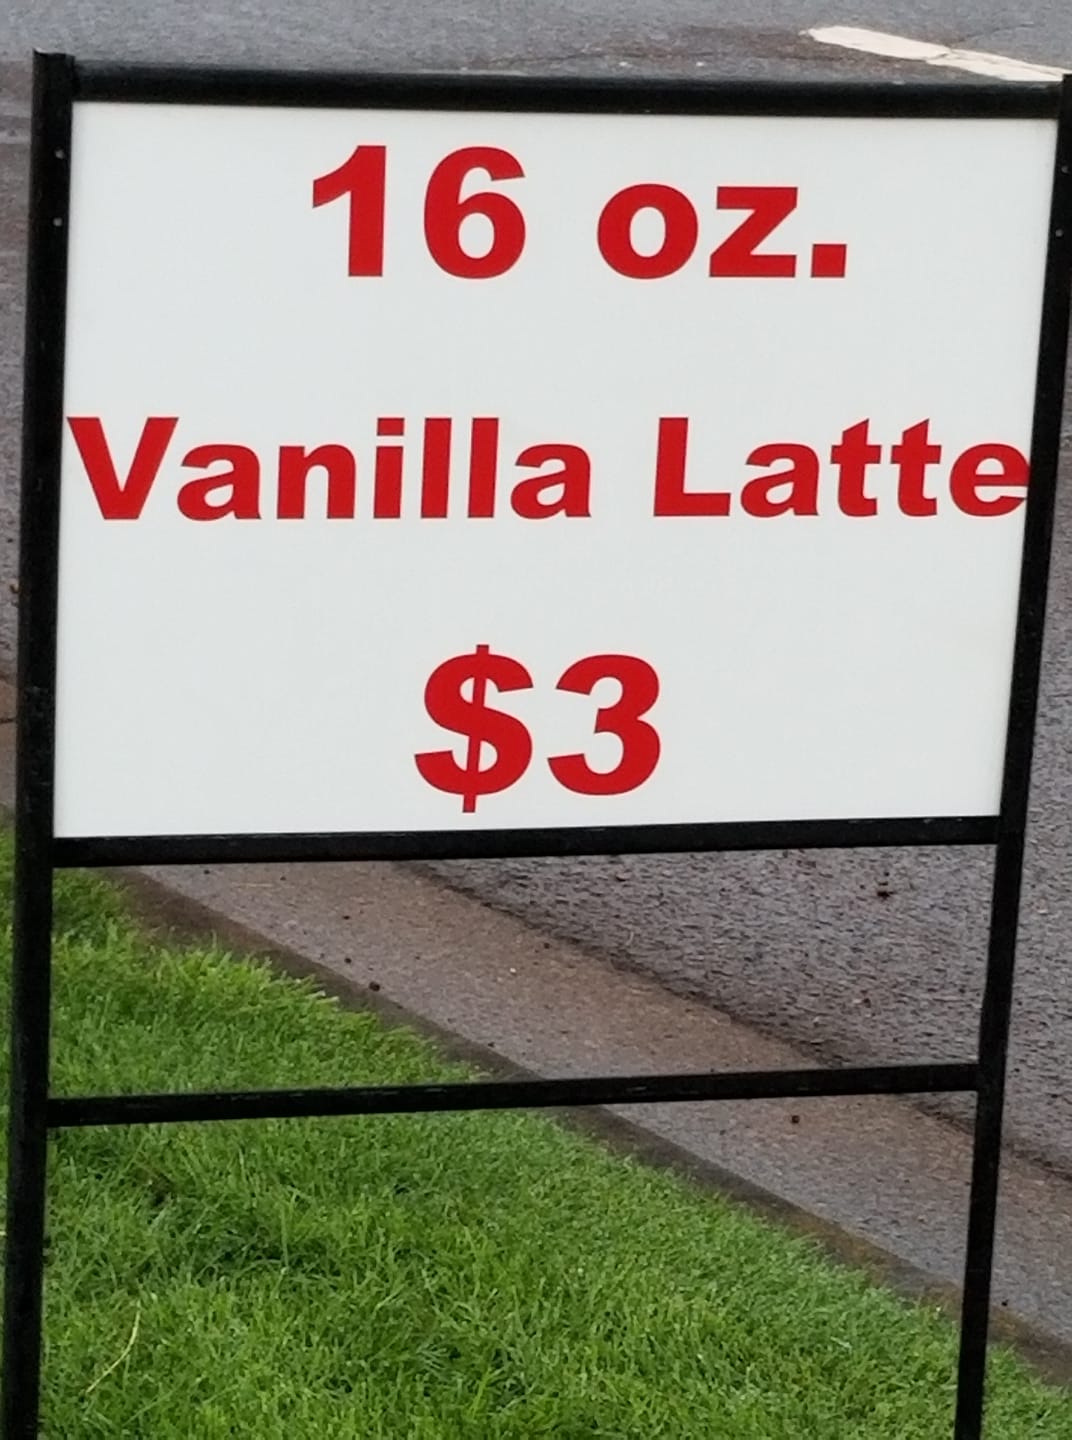 16 oz.
Vanilla Latte
$3